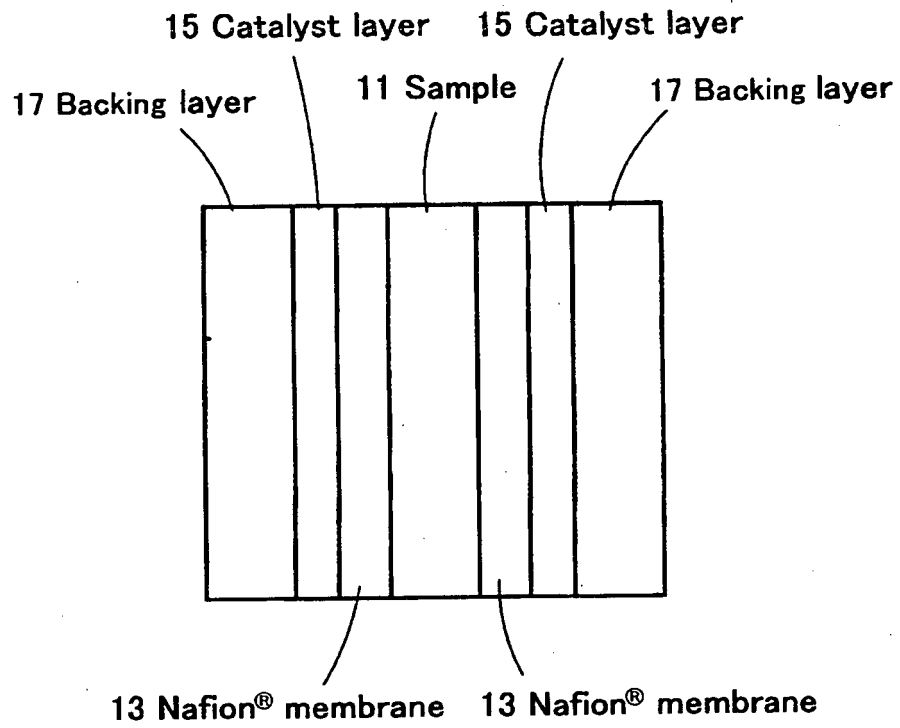 15 Catalyst layer 15 Catalyst layer
17 Backing layer 11 Sample 17 Backing layer
13 Nafion® membrane 13 Nafion® membrane